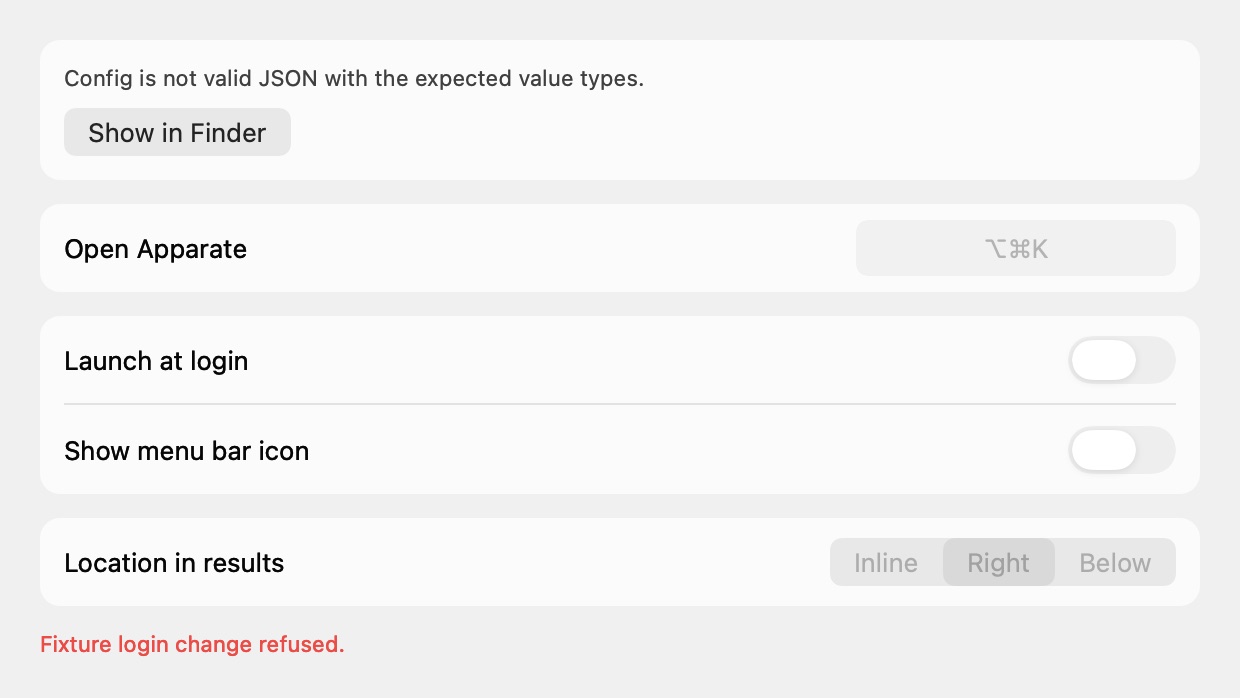 Config is not valid JSON with the expected value types.
Show in Finder
Open Apparate
⌥⌘K
Launch at login
Show menu bar icon
Location in results
Inline
Right
Below
Fixture login change refused.